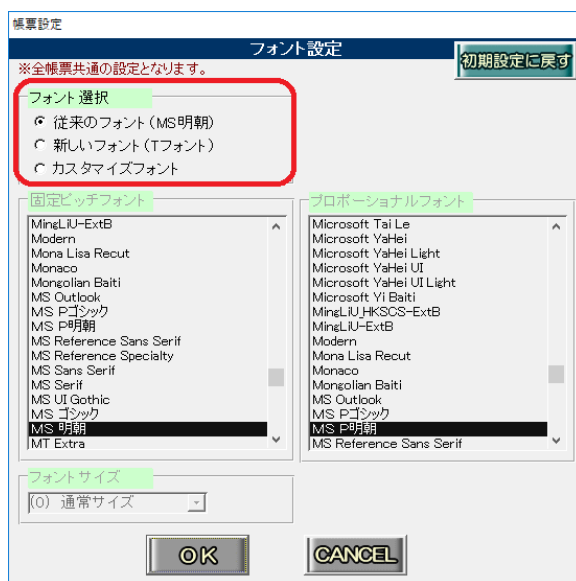 帳票設定
フォント設定
※全帳票共通の設定となります。
初期設定に戻す
フォント選択
従来のフォント(MS明朝)
新しいフォント(Tフォント)
カスタマイズフォント
固定ピッチフォント
MingLiU-ExtB
Modern
Mona Lisa Recut
Monaco
Mongolian Baiti
MS Outlook
MS Pゴシック
MS P明朝
MS Reference Sans Serif
MS Reference Specialty
MS Sans Serif
MS Serif
MS UI Gothic
MS ゴシック
MS 明朝
MT Extra
プロポーショナルフォント
Microsoft Tai Le
Microsoft YaHei
Microsoft YaHei Light
Microsoft YaHei UI
Microsoft YaHei UI Light
Microsoft Yi Baiti
MingLiU_HKSCS-ExtB
MingLiU-ExtB
Modern
Mona Lisa Recut
Monaco
Mongolian Baiti
MS Outlook
MS Pゴシック
MS P明朝
MS Reference Sans Serif
フォントサイズ
(0) 通常サイズ
OK
CANCEL